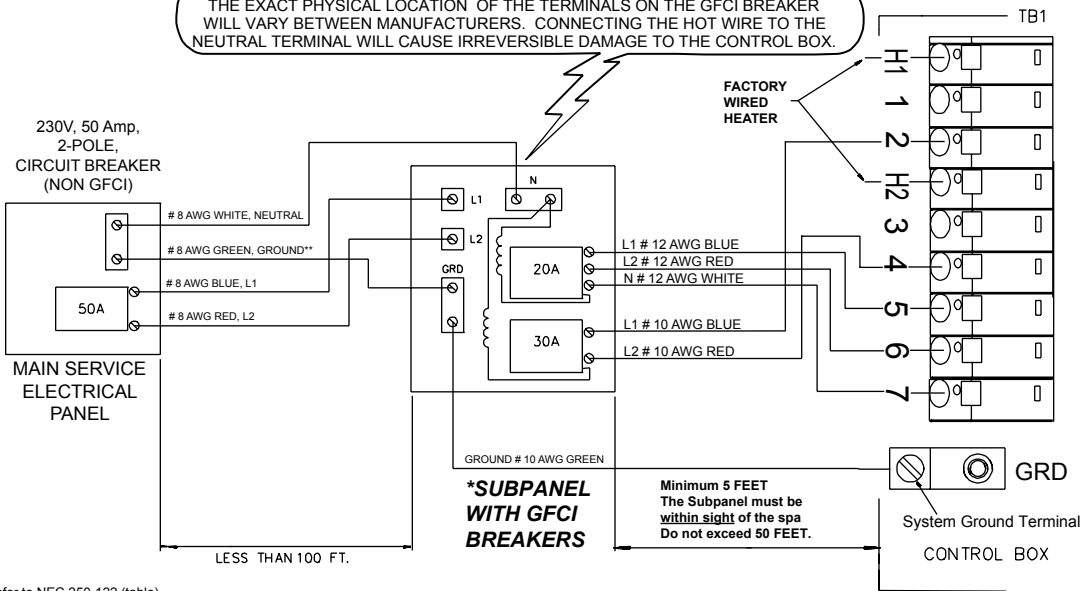 THE EXACT PHYSICAL LOCATION OF THE TERMINALS ON THE GFCI BREAKER
WILL VARY BETWEEN MANUFACTURERS. CONNECTING THE HOT WIRE TO THE
NEUTRAL TERMINAL WILL CAUSE IRREVERSIBLE DAMAGE TO THE CONTROL BOX.
TB1
FACTORY
WIRED
HEATER
H1
1
2
H2
3
4
5
6
7
230V, 50 Amp,
2-POLE,
CIRCUIT BREAKER
(NON GFCI)
# 8 AWG WHITE, NEUTRAL
# 8 AWG GREEN, GROUND**
# 8 AWG BLUE, L1
# 8 AWG RED, L2
50A
MAIN SERVICE
ELECTRICAL
PANEL
N
L1
L2
GRD
20A
30A
L1 # 12 AWG BLUE
L2 # 12 AWG RED
N # 12 AWG WHITE
L1 # 10 AWG BLUE
L2 # 10 AWG RED
GROUND # 10 AWG GREEN
*SUBPANEL
WITH GFCI
BREAKERS
Minimum 5 FEET
The Subpanel must be
within sight of the spa
Do not exceed 50 FEET.
GRD
System Ground Terminal
CONTROL BOX
LESS THAN 100 FT.